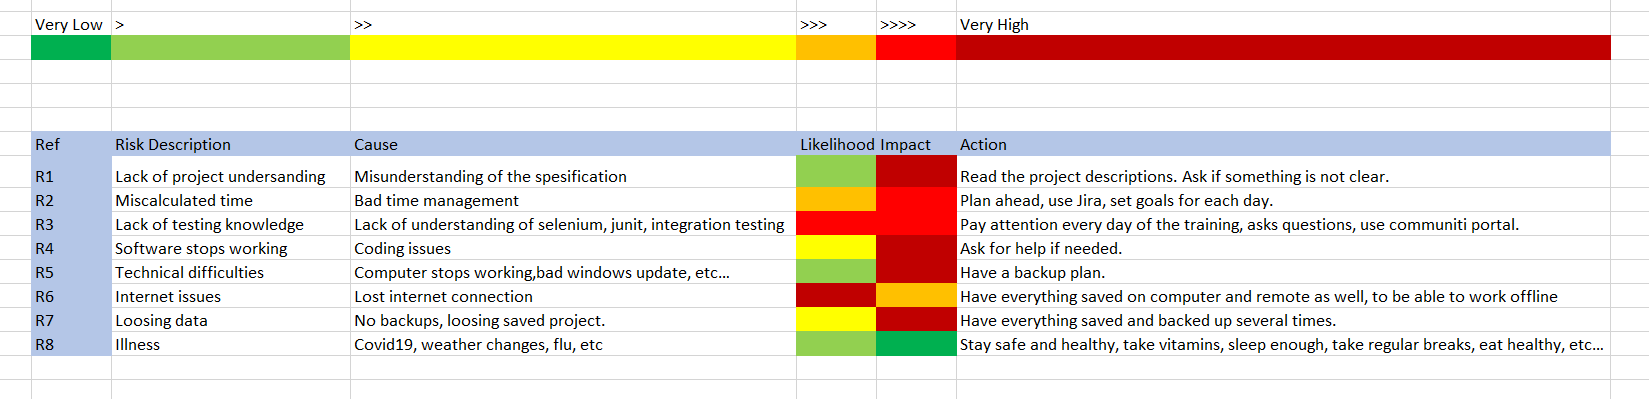 Very Low > >> >>> >>>> Very High
Ref Risk Description Cause Likelihood Impact Action
R1 Lack of project undersanding Misunderstanding of the spesification Read the project descriptions. Ask if something is not clear.
R2 Miscalculated time Bad time management Plan ahead, use Jira, set goals for each day.
R3 Lack of testing knowledge Lack of understanding of selenium, junit, integration testing Pay attention every day of the training, asks questions, use communiti portal.
R4 Software stops working Coding issues Ask for help if needed.
R5 Technical difficulties Computer stops working,bad windows update, etc... Have a backup plan.
R6 Internet issues Lost internet connection Have everything saved on computer and remote as well, to be able to work offline
R7 Loosing data No backups, loosing saved project. Have everything saved and backed up several times.
R8 Illness Covid19, weather changes, flu, etc Stay safe and healthy, take vitamins, sleep enough, take regular breaks, eat healthy, etc...